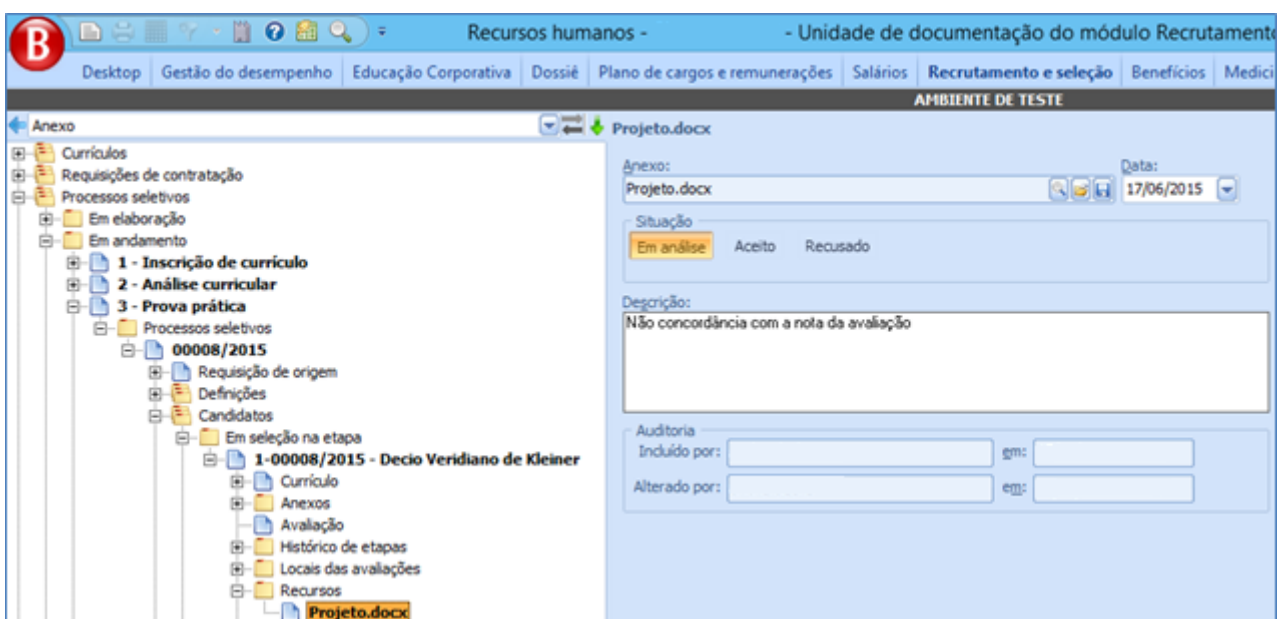 B
Recursos humanos - - Unidade de documentação do módulo Recrutamento
Desktop Gestão do desempenho Educação Corporativa Dossiê Plano de cargos e remunerações Salários Recrutamento e seleção Benefícios Medici
AMBIENTE DE TESTE
Anexo
Currículos
Requisições de contratação
Processos seletivos
Em elaboração
Em andamento
1 - Inscrição de currículo
2 - Análise curricular
3 - Prova prática
Processos seletivos
00008/2015
Requisição de origem
Definições
Candidatos
Em seleção na etapa
1-00008/2015 - Decio Veridiano de Kleiner
Currículo
Anexos
Avaliação
Histórico de etapas
Locais das avaliações
Recursos
Projeto.docx
Projeto.docx
Anexo: Data:
Projeto.docx 17/06/2015
Situação
Em análise Aceito Recusado
Descrição:
Não concordância com a nota da avaliação
Auditoria
Incluído por: em:
Alterado por: em: